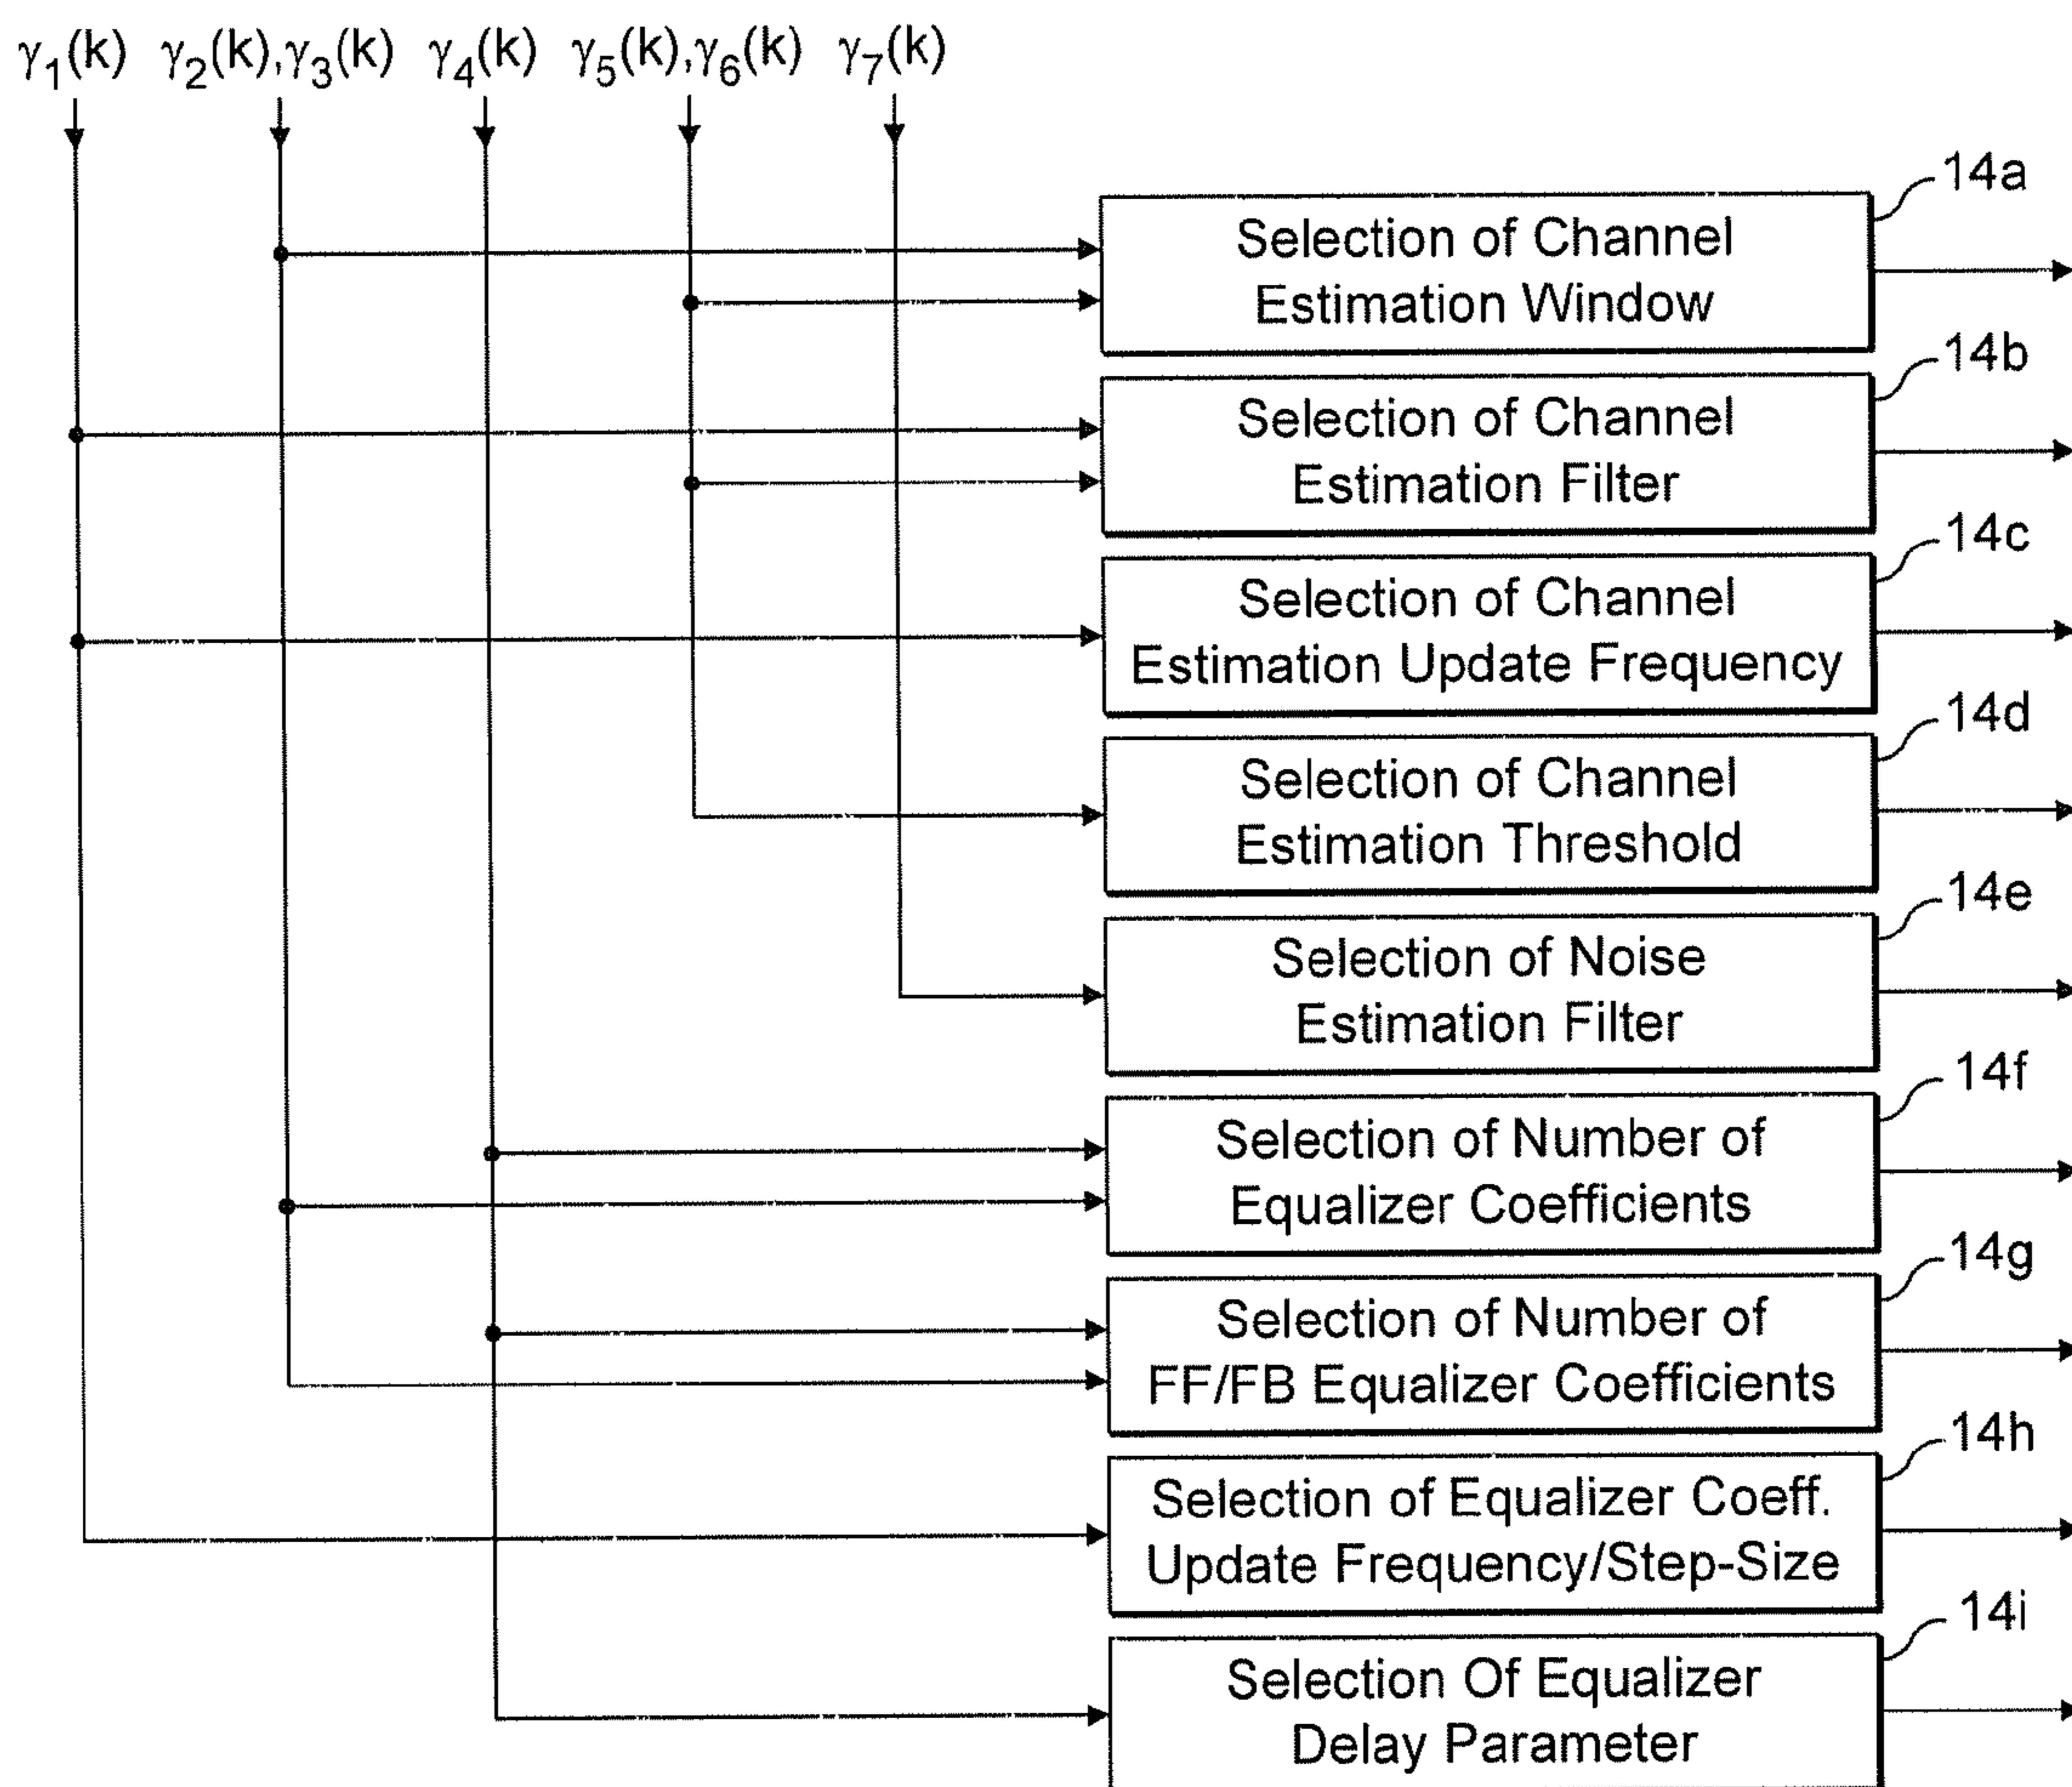 γ1(k) γ2(k),γ3(k) γ4(k) γ5(k),γ6(k) γ7(k)
14a
Selection of Channel
Estimation Window
14b
Selection of Channel
Estimation Filter
14c
Selection of Channel
Estimation Update Frequency
14d
Selection of Channel
Estimation Threshold
14e
Selection of Noise
Estimation Filter
14f
Selection of Number of
Equalizer Coefficients
14g
Selection of Number of
FF/FB Equalizer Coefficients
14h
Selection of Equalizer Coeff.
Update Frequency/Step-Size
14i
Selection Of Equalizer
Delay Parameter